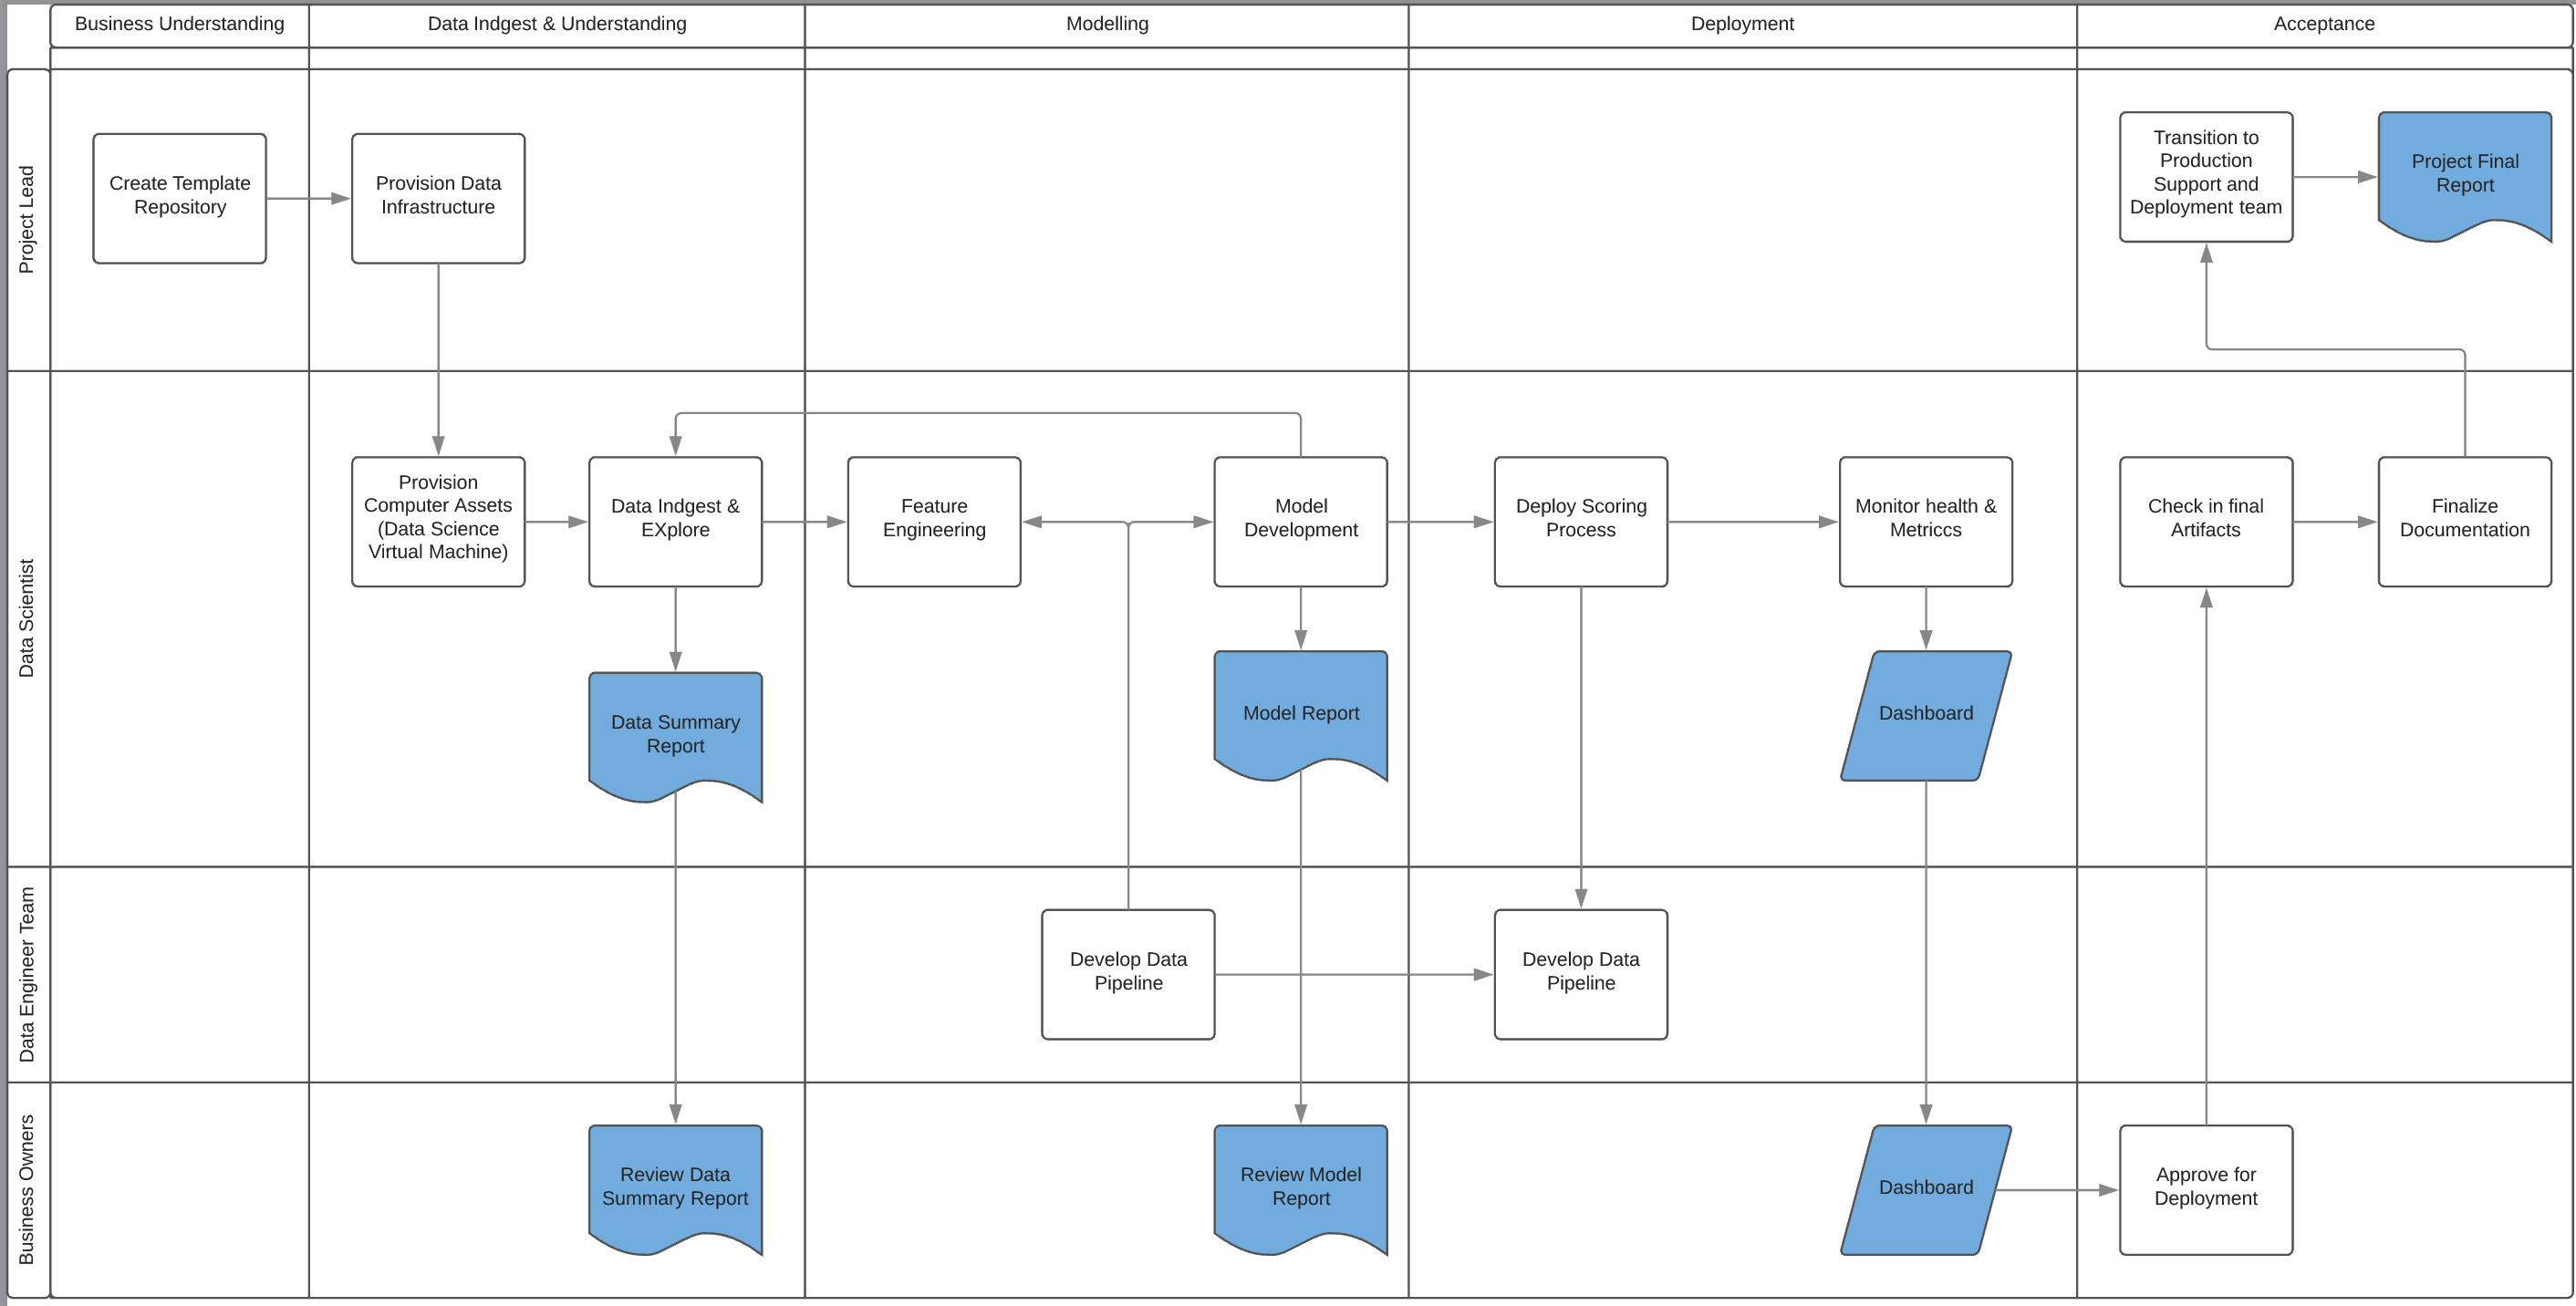 Business Understanding
Data Indgest & Understanding
Modelling
Deployment
Acceptance
Project Lead
Create Template
Repository
Provision Data
Infrastructure
Transition to
Production
Support and
Deployment team
Project Final
Report
Data Scientist
Provision
Computer Assets
(Data Science
Virtual Machine)
Data Indgest &
EXplore
Feature
Engineering
Model
Development
Deploy Scoring
Process
Monitor health &
Metriccs
Check in final
Artifacts
Finalize
Documentation
Data Summary
Report
Model Report
Dashboard
Data Engineer Team
Develop Data
Pipeline
Develop Data
Pipeline
Business Owners
Review Data
Summary Report
Review Model
Report
Dashboard
Approve for
Deployment